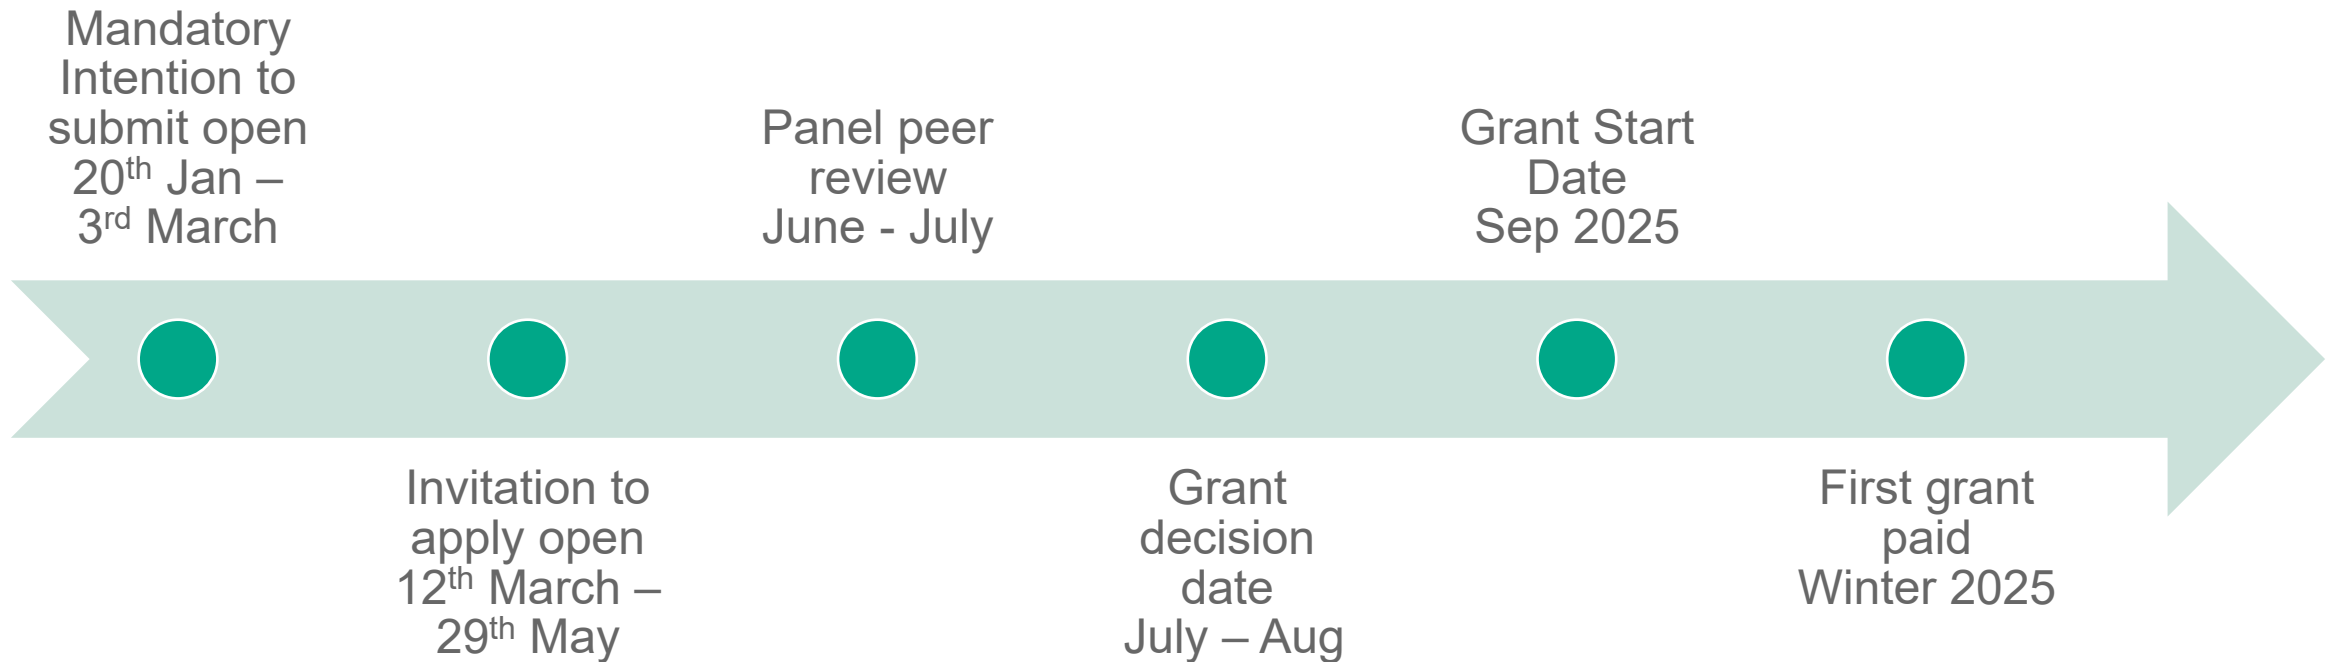 Mandatory
Intention to
submit open
20th Jan –
3rd March
Invitation to
apply open
12th March –
29th May
Panel peer
review
June - July
Grant
decision
date
July – Aug
Grant Start
Date
Sep 2025
First grant
paid
Winter 2025